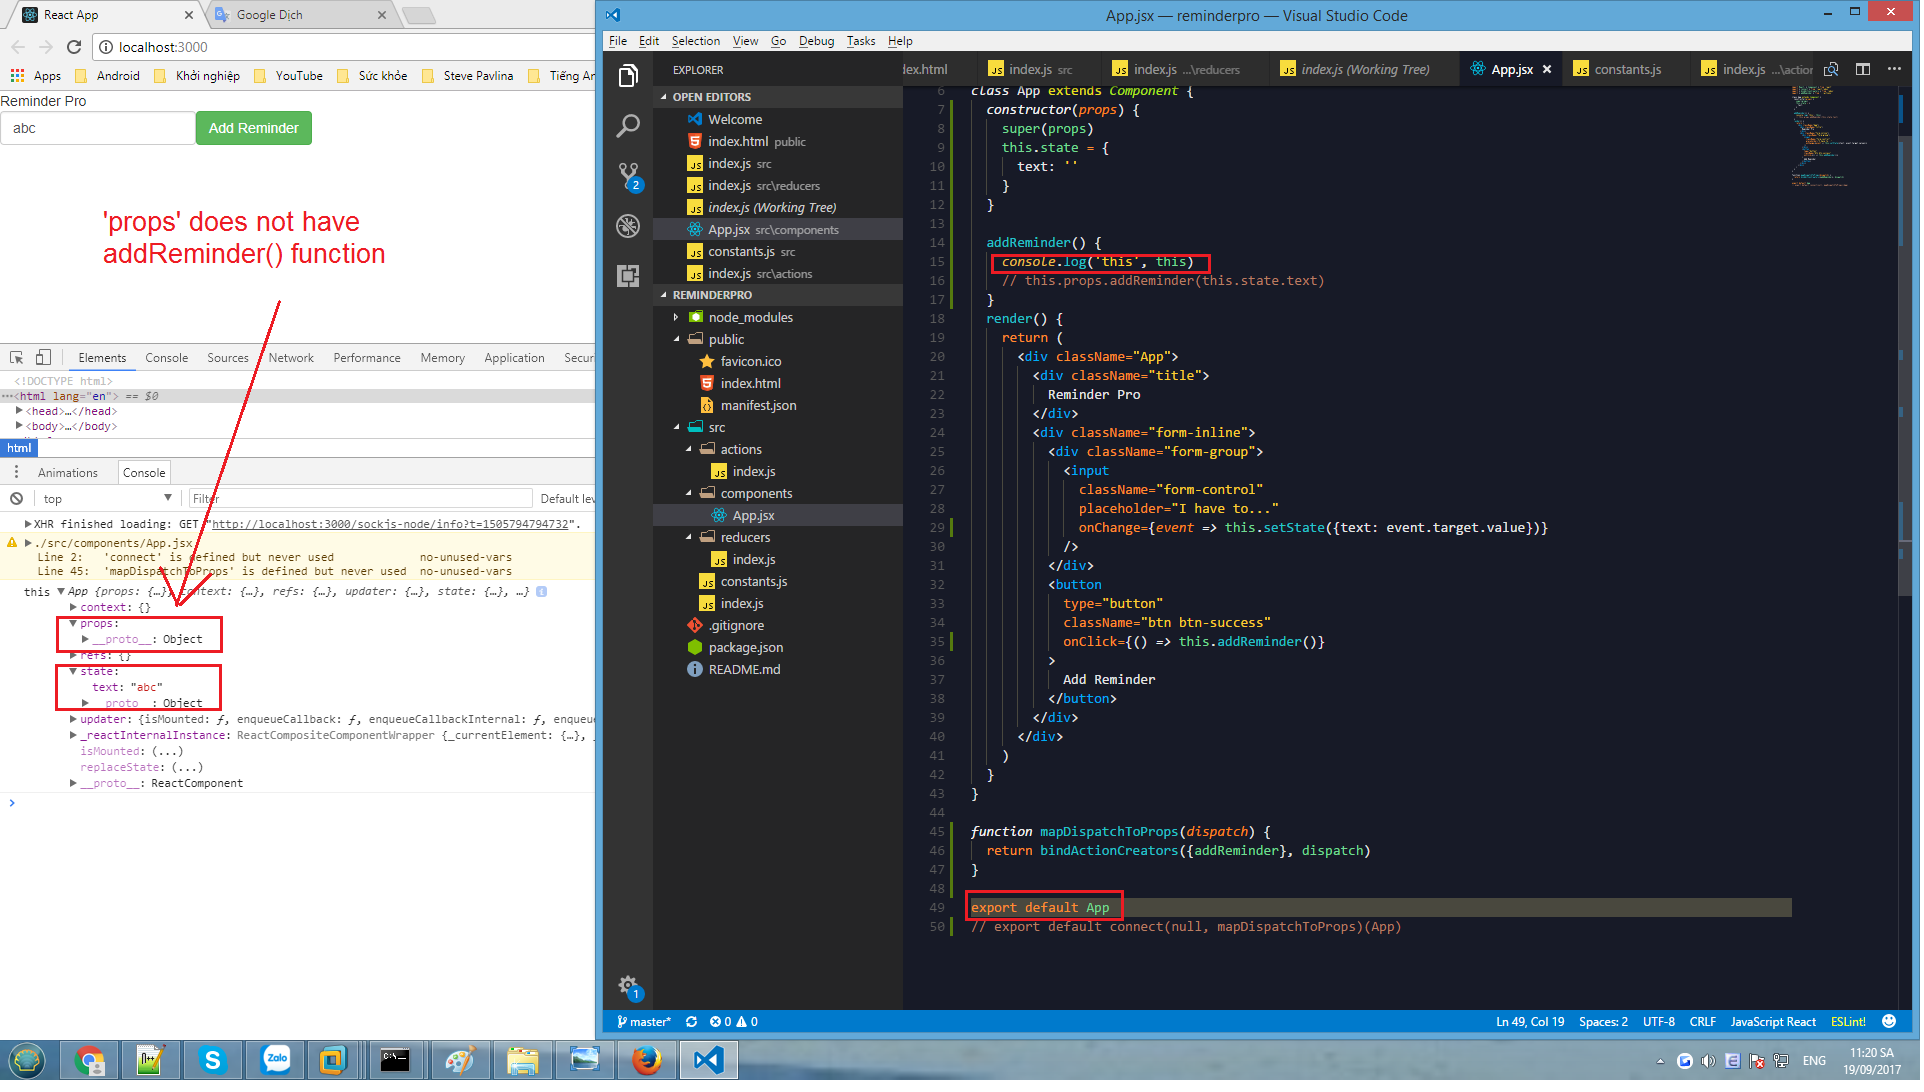 React App
Google Dịch
localhost:3000
Apps
Android
Khởi nghiệp
YouTube
Sức khỏe
Steve Pavlina
Tiếng An
Reminder Pro
abc
Add Reminder
'props' does not have
addReminder() function
Elements Console Sources Network Performance Memory Application Secur
<!DOCTYPE html>
<html lang="en"> == $0
<head>…</head>
<body>…</body>
html
Animations Console
top
Filter
Default lev
XHR finished loading: GET "http://localhost:3000/sockjs-node/info?t=1505794794732".
./src/components/App.jsx
Line 2: 'connect' is defined but never used no-unused-vars
Line 45: 'mapDispatchToProps' is defined but never used no-unused-vars
this App {props: {…}, context: {…}, refs: {…}, updater: {…}, state: {…}, …}
context: {}
props:
__proto__: Object
refs: {}
state:
text: "abc"
__proto__: Object
updater: {isMounted: ƒ, enqueueCallback: ƒ, enqueueCallbackInternal: ƒ, enqueue
_reactInternalInstance: ReactCompositeComponentWrapper {_currentElement: {…}, _
isMounted: (...)
replaceState: (...)
__proto__: ReactComponent
App.jsx — reminderpro — Visual Studio Code
File Edit Selection View Go Debug Tasks Help
EXPLORER
OPEN EDITORS
Welcome
index.html public
index.js src
index.js src\reducers
index.js (Working Tree)
App.jsx src\components
constants.js src
index.js src\actions
REMINDERPRO
node_modules
public
favicon.ico
index.html
manifest.json
src
actions
index.js
components
App.jsx
reducers
index.js
constants.js
index.js
.gitignore
package.json
README.md
2
1
dex.html
index.js src
index.js ...\reducers
index.js (Working Tree)
App.jsx
constants.js
index.js ...\action
6 class App extends Component {
7 constructor(props) {
8 super(props)
9 this.state = {
10 text: ''
11 }
12 }
13
14 addReminder() {
15 console.log('this', this)
16 // this.props.addReminder(this.state.text)
17 }
18 render() {
19 return (
20 <div className="App">
21 <div className="title">
22 Reminder Pro
23 </div>
24 <div className="form-inline">
25 <div className="form-group">
26 <input
27 className="form-control"
28 placeholder="I have to..."
29 onChange={event => this.setState({text: event.target.value})}
30 />
31 </div>
32 <button
33 type="button"
34 className="btn btn-success"
35 onClick={() => this.addReminder()}
36 >
37 Add Reminder
38 </button>
39 </div>
40 </div>
41 )
42 }
43 }
44
45 function mapDispatchToProps(dispatch) {
46 return bindActionCreators({addReminder}, dispatch)
47 }
48
49 export default App
50 // export default connect(null, mapDispatchToProps)(App)
master* 0 0
Ln 49, Col 19 Spaces: 2 UTF-8 CRLF JavaScript React ESLint!
Zalo
ENG
11:20 SA
19/09/2017